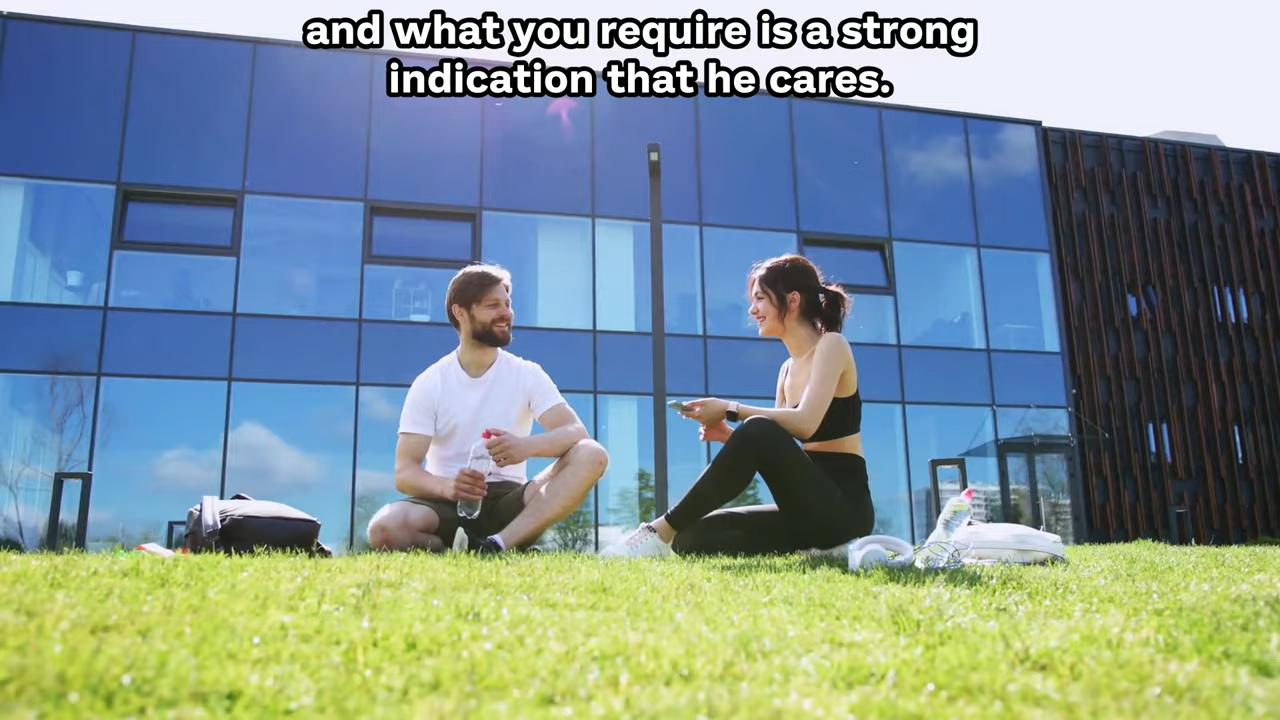 and what you require is a strong
indication that he cares.